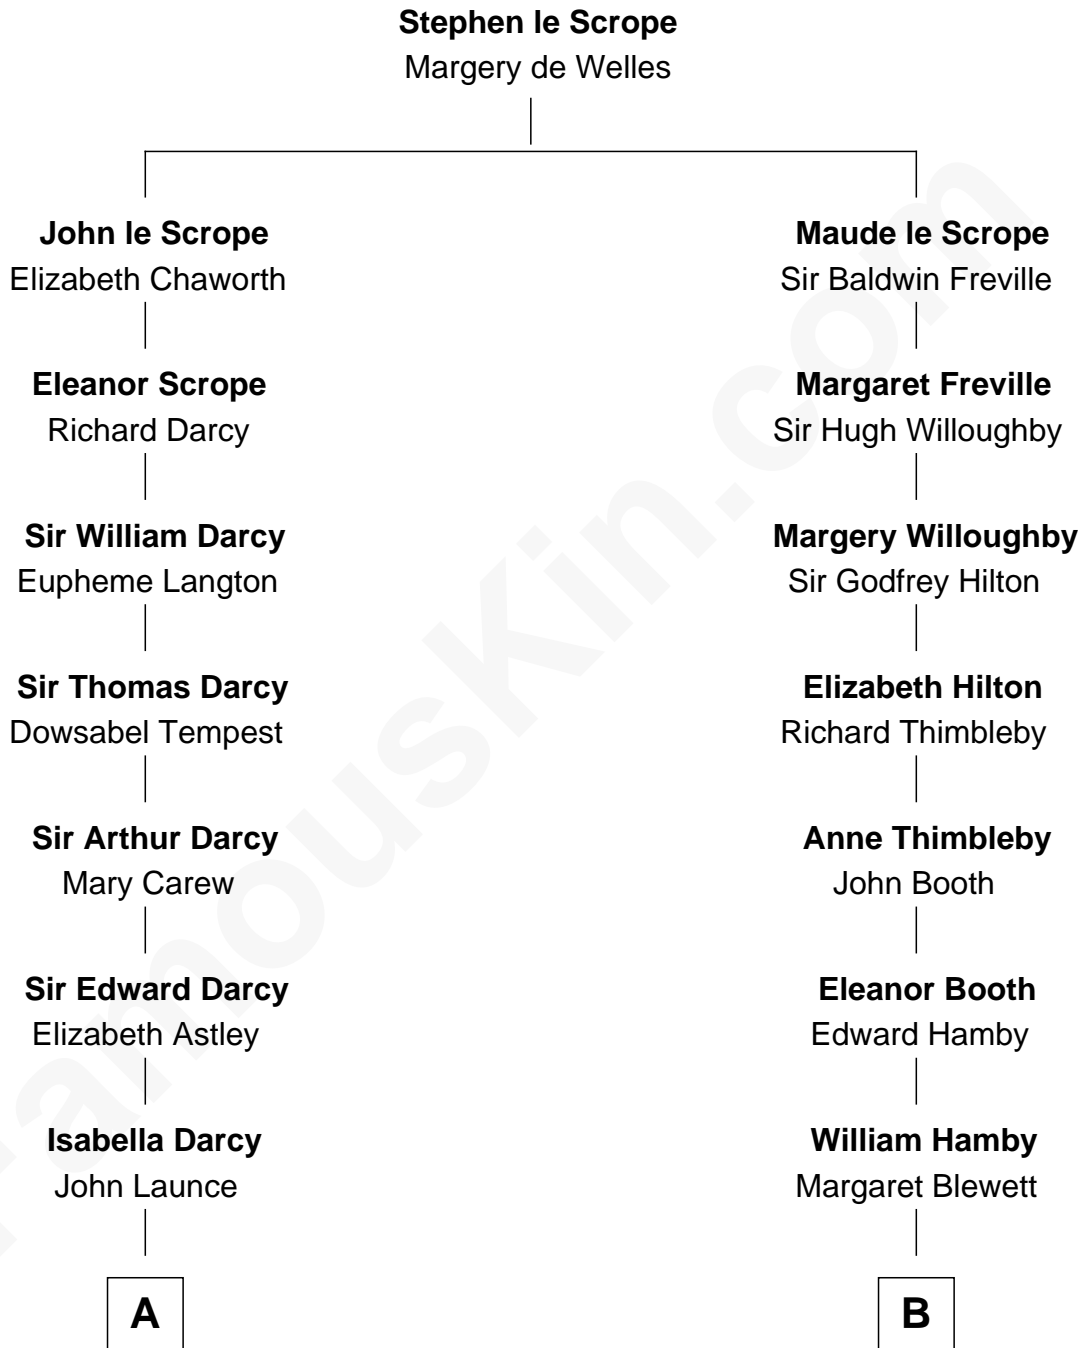 Stephen le Scrope
Margery de Welles
John le Scrope
Elizabeth Chaworth
Maude le Scrope
Sir Baldwin Freville
Eleanor Scrope
Richard Darcy
Margaret Freville
Sir Hugh Willoughby
Sir William Darcy
Eupheme Langton
Margery Willoughby
Sir Godfrey Hilton
Sir Thomas Darcy
Dowsabel Tempest
Elizabeth Hilton
Richard Thimbleby
Sir Arthur Darcy
Mary Carew
Anne Thimbleby
John Booth
Sir Edward Darcy
Elizabeth Astley
Eleanor Booth
Edward Hamby
Isabella Darcy
John Launce
William Hamby
Margaret Blewett
A
B
FamousKin.com